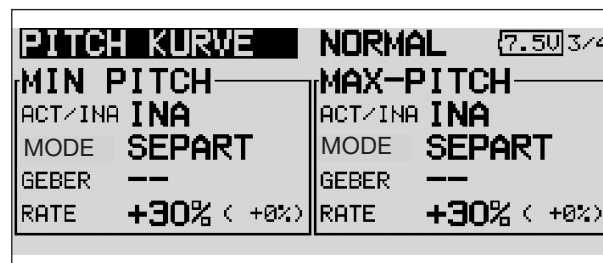 PITCH KURVE NORMAL 7.5V 3/4
MIN PITCH
ACT/INA INA
MODE SEPART
GEBER --
RATE +30% ( +0%)
MAX-PITCH
ACT/INA INA
MODE SEPART
GEBER --
RATE +30% ( +0%)